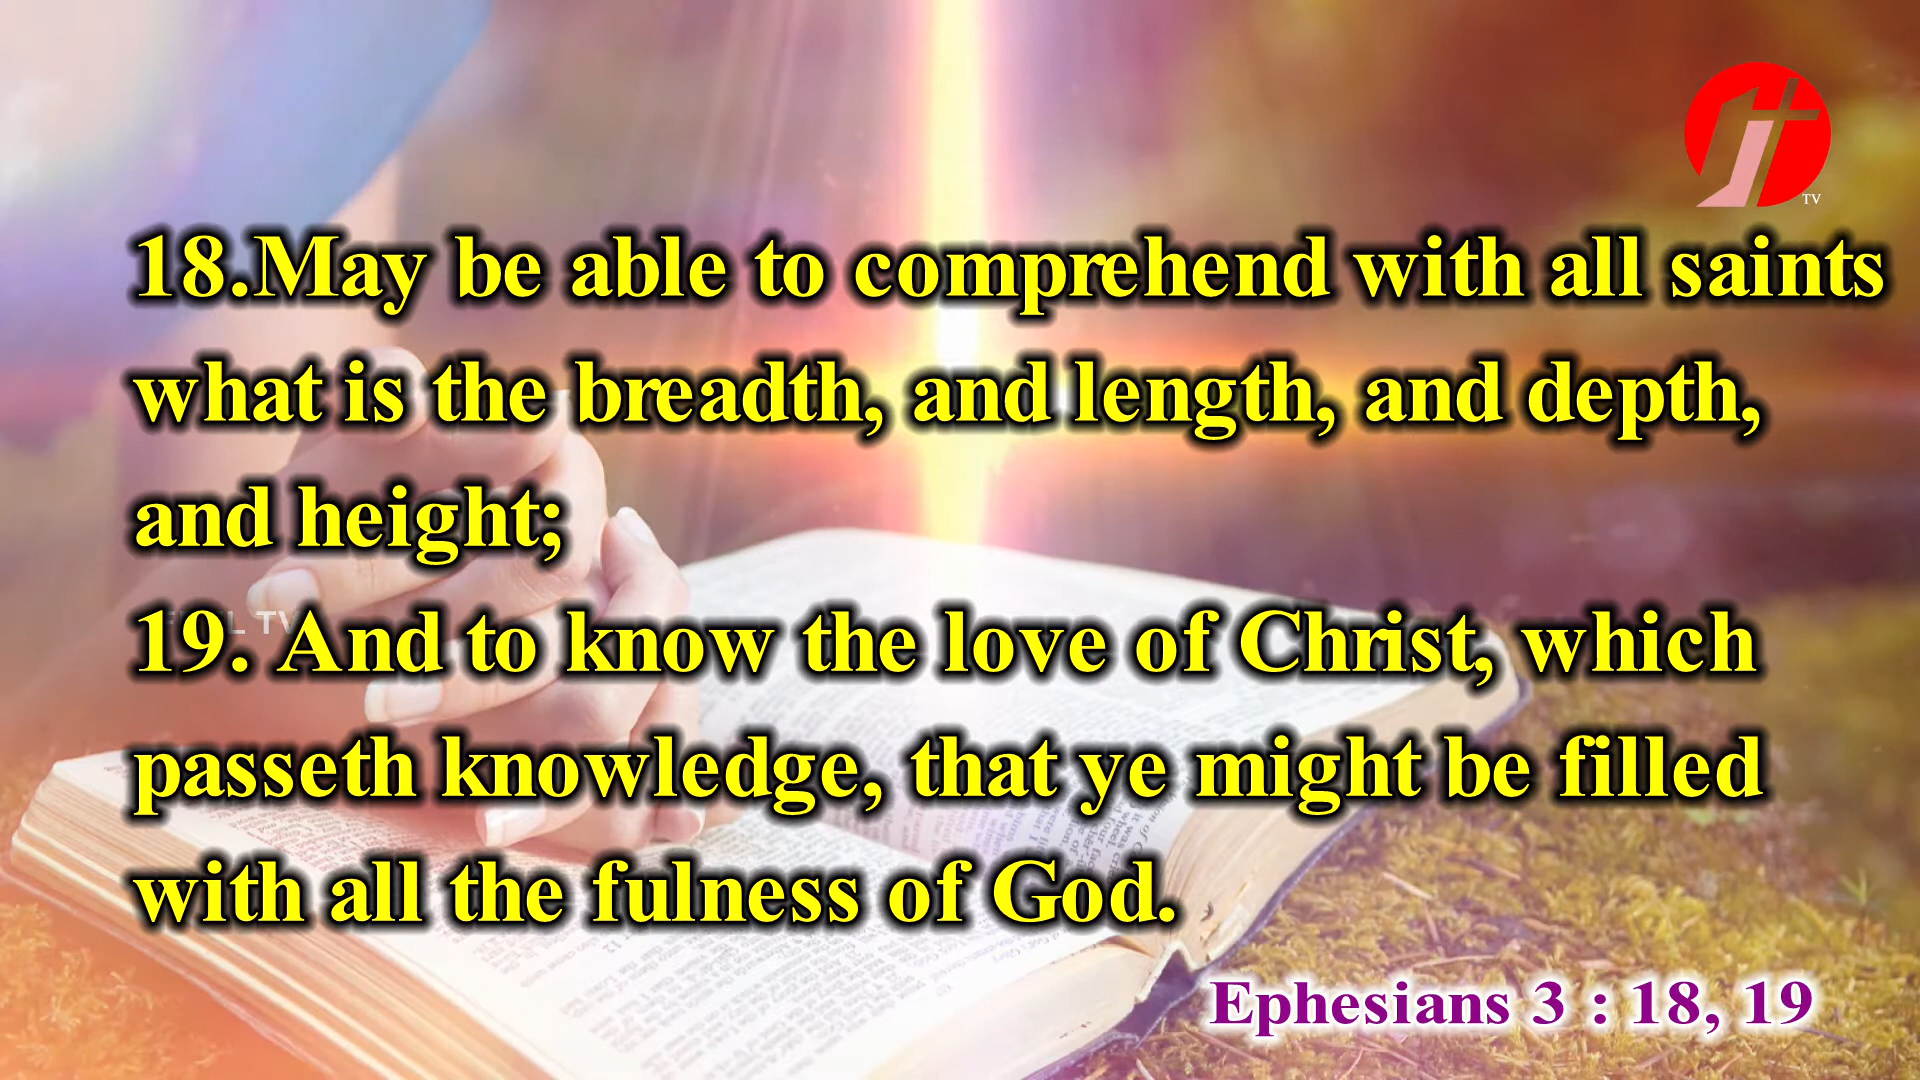 TV
18.May be able to comprehend with all saints
what is the breadth, and length, and depth,
and height;
19. And to know the love of Christ, which
passeth knowledge, that ye might be filled
with all the fulness of God.
Ephesians 3 : 18, 19